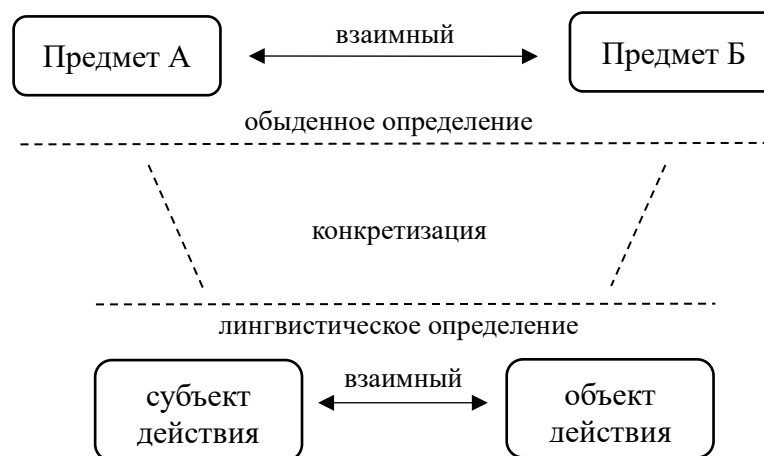 взаимный
Предмет А
Предмет Б
обыденное определение
конкретизация
лингвистическое определение
взаимный
субъект
действия
объект
действия